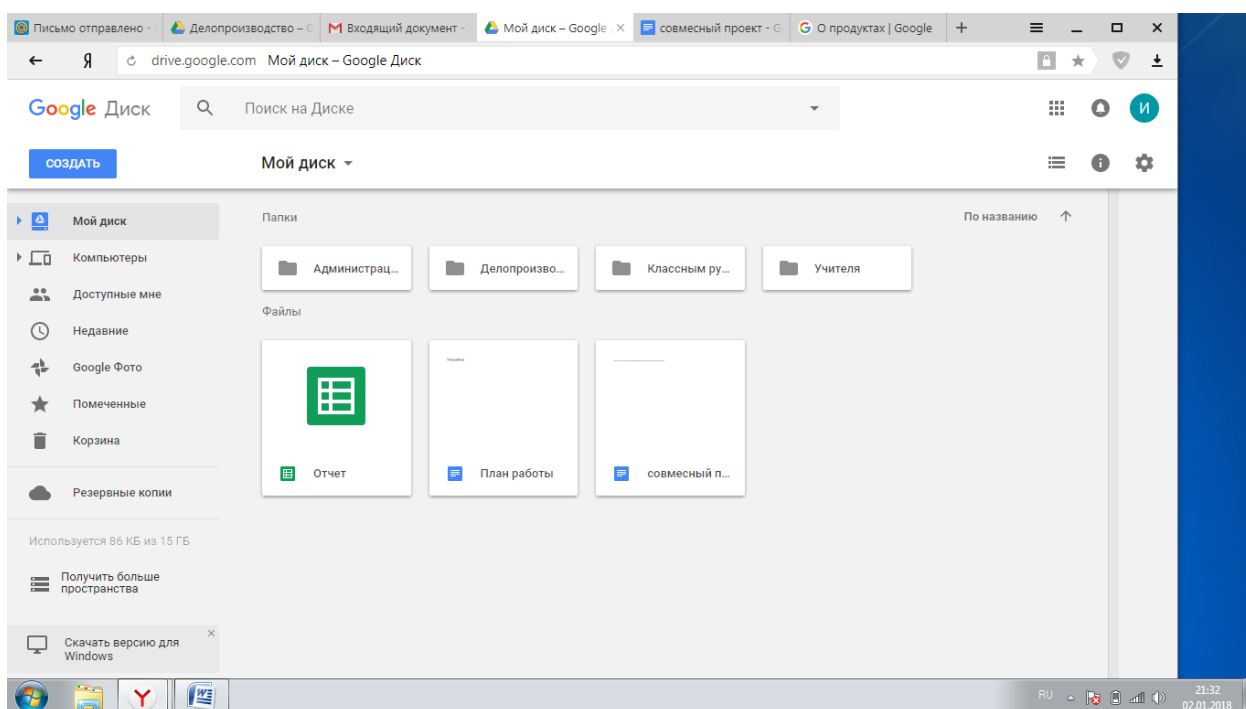 Письмо отправлено -
Делопроизводство – G
Входящий документ -
Мой диск – Google
совмесный проект - G
О продуктах | Google
Я
drive.google.com Мой диск – Google Диск
Google Диск
Поиск на Диске
И
СОЗДАТЬ
Мой диск
Мой диск
Компьютеры
Доступные мне
Недавние
Google Фото
Помеченные
Корзина
Резервные копии
Используется 86 КБ из 15 ГБ
Получить больше
пространства
Скачать версию для
Windows
Папки
По названию
Администрац...
Делопроизво...
Классным ру...
Учителя
Файлы
Отчет
План работы
совмесный п...
RU
21:32
02.01.2018